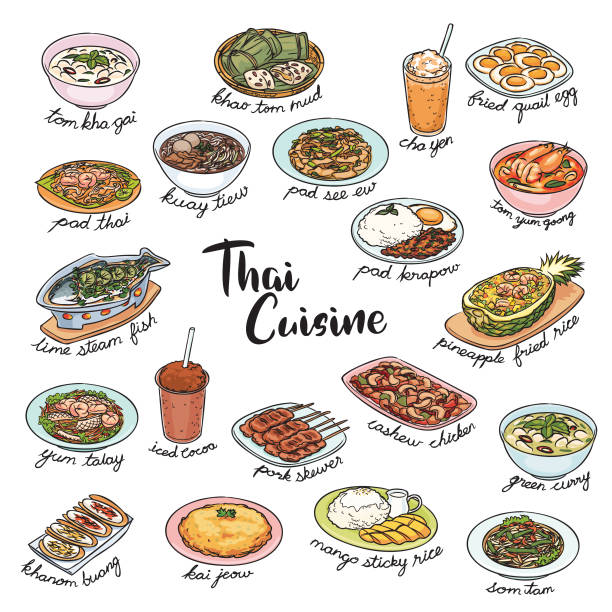 tom kha gai
khao tom mud
cha yen
fried quail egg
pad thai
kuay tiew
pad see ew
tom yum goong
pad krapow
Thai
Cuisine
lime steam fish
pineapple fried rice
yum talay
iced cocoa
pork skewer
cashew chicken
green curry
khanom buang
kai jeow
mango sticky rice
som tam